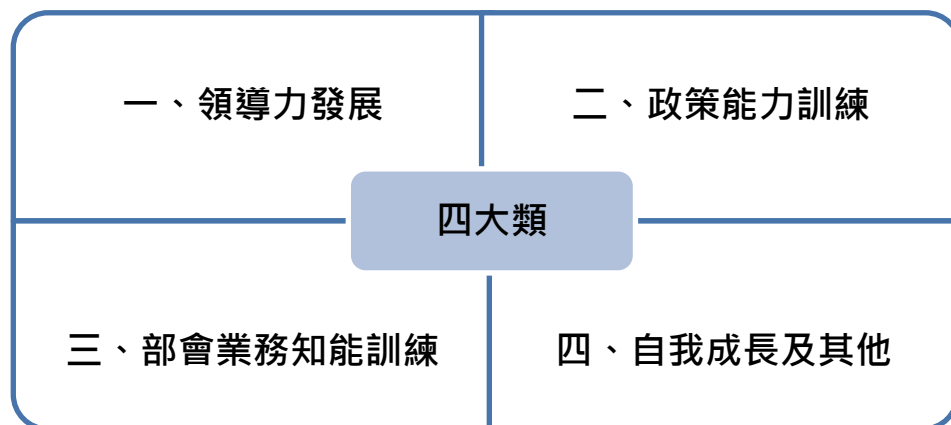 一、領導力發展
二、政策能力訓練
四大類
三、部會業務知能訓練
四、自我成長及其他